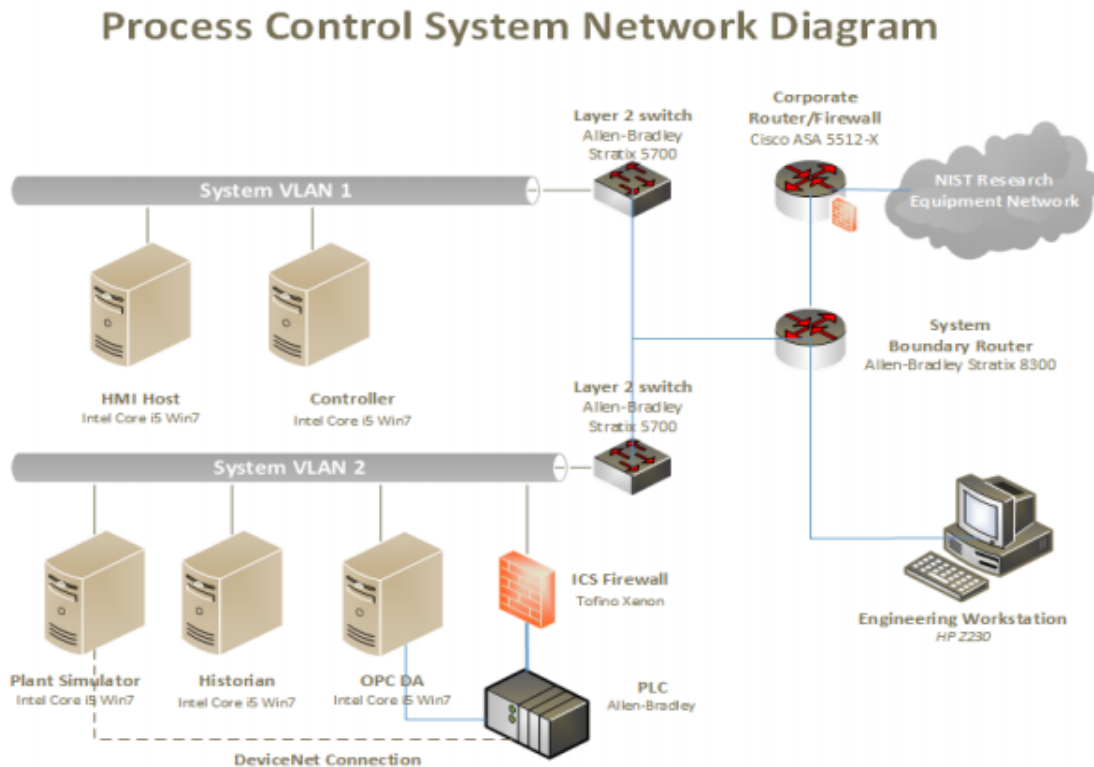 Process Control System Network Diagram
Layer 2 switch
Allen-Bradley
Stratix 5700
Corporate
Router/Firewall
Cisco ASA 5512-X
System VLAN 1
NIST Research
Equipment Network
HMI Host
Intel Core i5 Win7
Controller
Intel Core i5 Win7
System
Boundary Router
Allen-Bradley Stratix 8300
Layer 2 switch
Allen-Bradley
Stratix 5700
System VLAN 2
ICS Firewall
Tofino Xenon
Engineering Workstation
HP Z230
Plant Simulator
Intel Core i5 Win7
Historian
Intel Core i5 Win7
OPC DA
Intel Core i5 Win7
PLC
Allen-Bradley
DeviceNet Connection